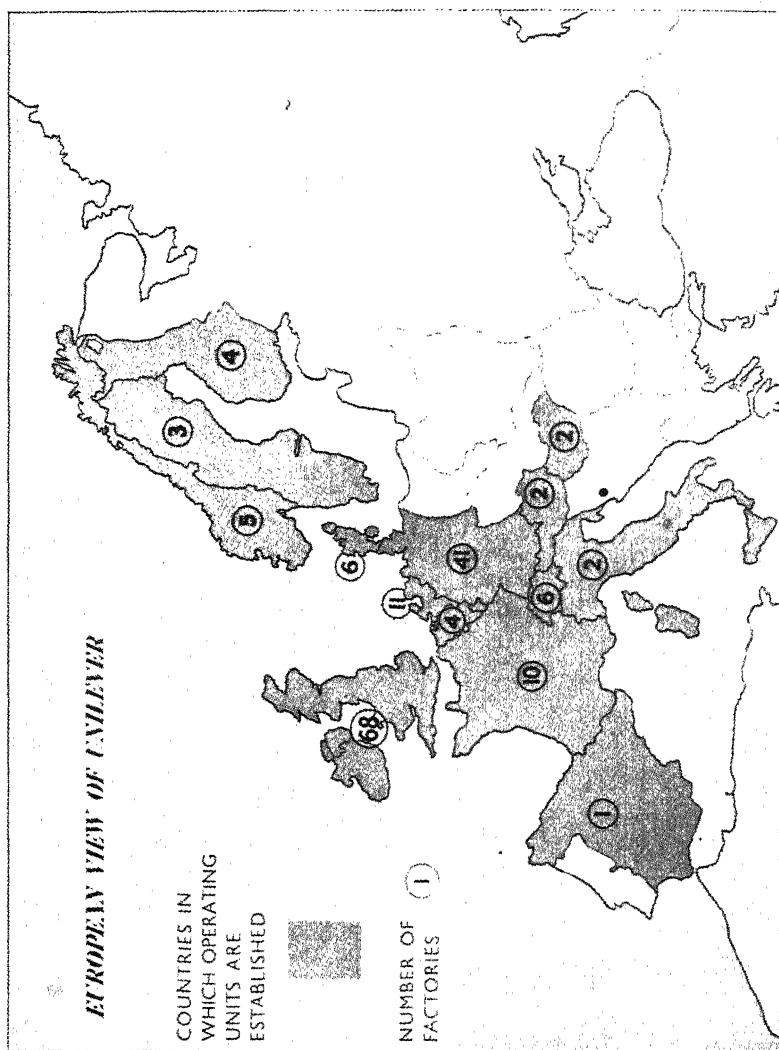 EUROPEAN VIEW OF UNILEVER
COUNTRIES IN
WHICH OPERATING
UNITS ARE
ESTABLISHED
NUMBER OF
FACTORIES 1
5
3
4
6
11
4
41
68
10
6
2
2
2
1